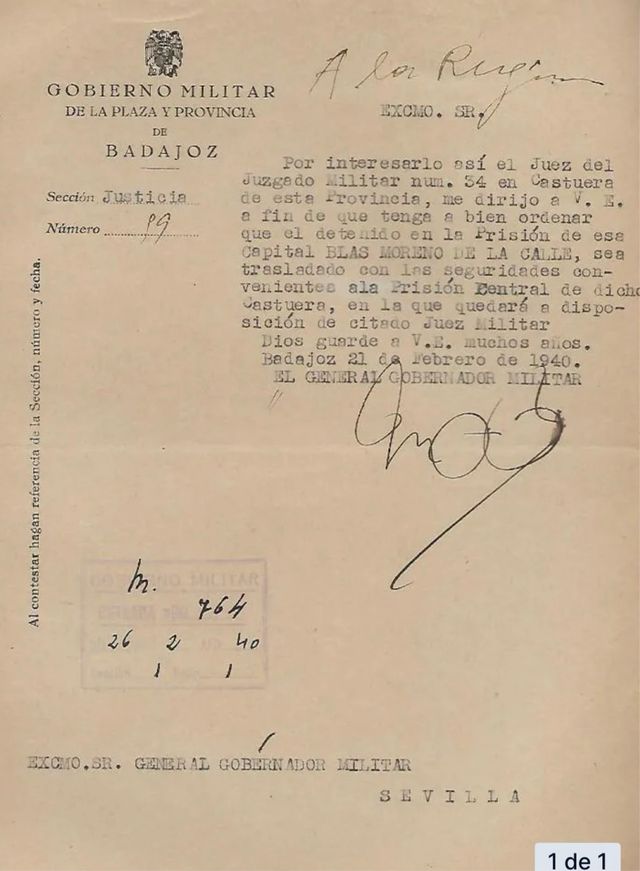 GOBIERNO MILITAR
DE LA PLAZA Y PROVINCIA
DE
BADAJOZ
Sección Justicia
Número 99
A la
EXCMO. SR.
Por interesarlo así el Juez del
Juzgado Militar num. 34 en Castuera
de esta Provincia, me dirijo a V. E.
a fin de que tenga a bien ordenar
que el detenido en la Prisión de esa
Capital BLAS MORENO DE LA CALLE, sea
trasladado con las seguridades con-
venientes ala Prisión Central de dicho
Castuera, en la que quedará a dispo-
sición de citado Juez Militar
Dios guarde a V.E. muchos años.
Badajoz 21 de Febrero de 1940.
EL GENERAL GOBERNADOR MILITAR
Al contestar hagan referencia de la Sección, número y fecha.
M.
764
26 2 40
1 1
EXCMO.SR. GENERAL GOBERNADOR MILITAR
SEVILLA
1 de 1